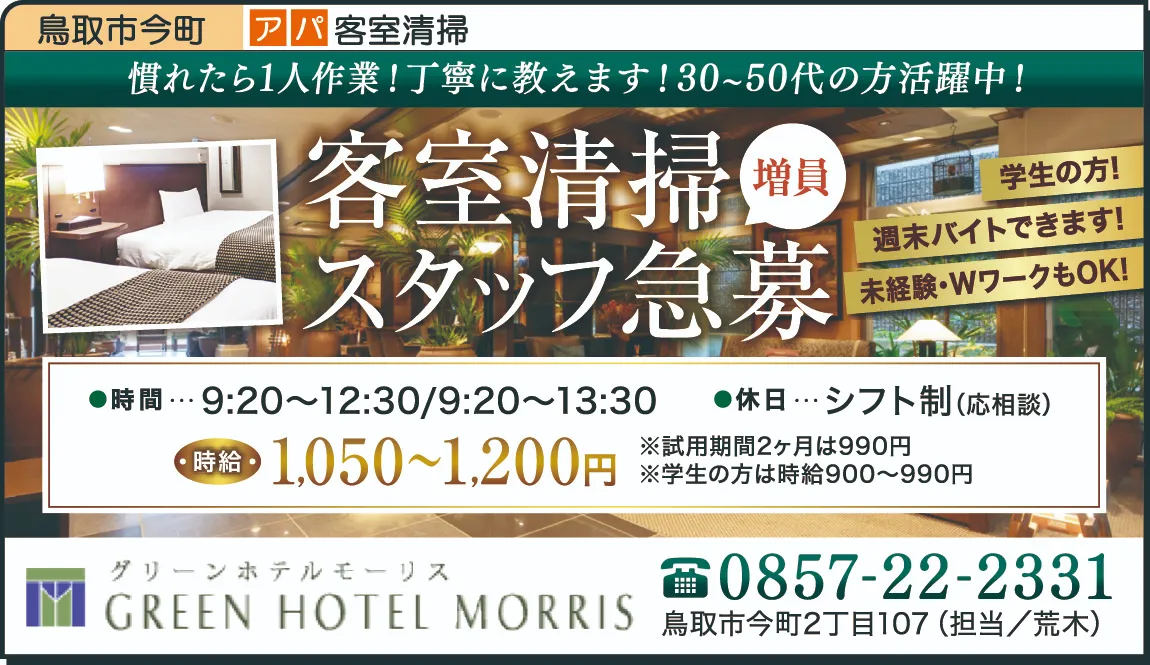 鳥取市今町 アパ 客室清掃
慣れたら1人作業！丁寧に教えます！30~50代の方活躍中！
客室清掃 増員
スタッフ急募
学生の方!
週末バイトできます!
未経験・WワークもOK!
●時間…9:20〜12:30/9:20〜13:30 ●休日…シフト制(応相談)
・時給・ 1,050〜1,200円
※試用期間2ヶ月は990円
※学生の方は時給900〜990円
グリーンホテルモーリス
GREEN HOTEL MORRIS
☎0857-22-2331
鳥取市今町2丁目107（担当／荒木）